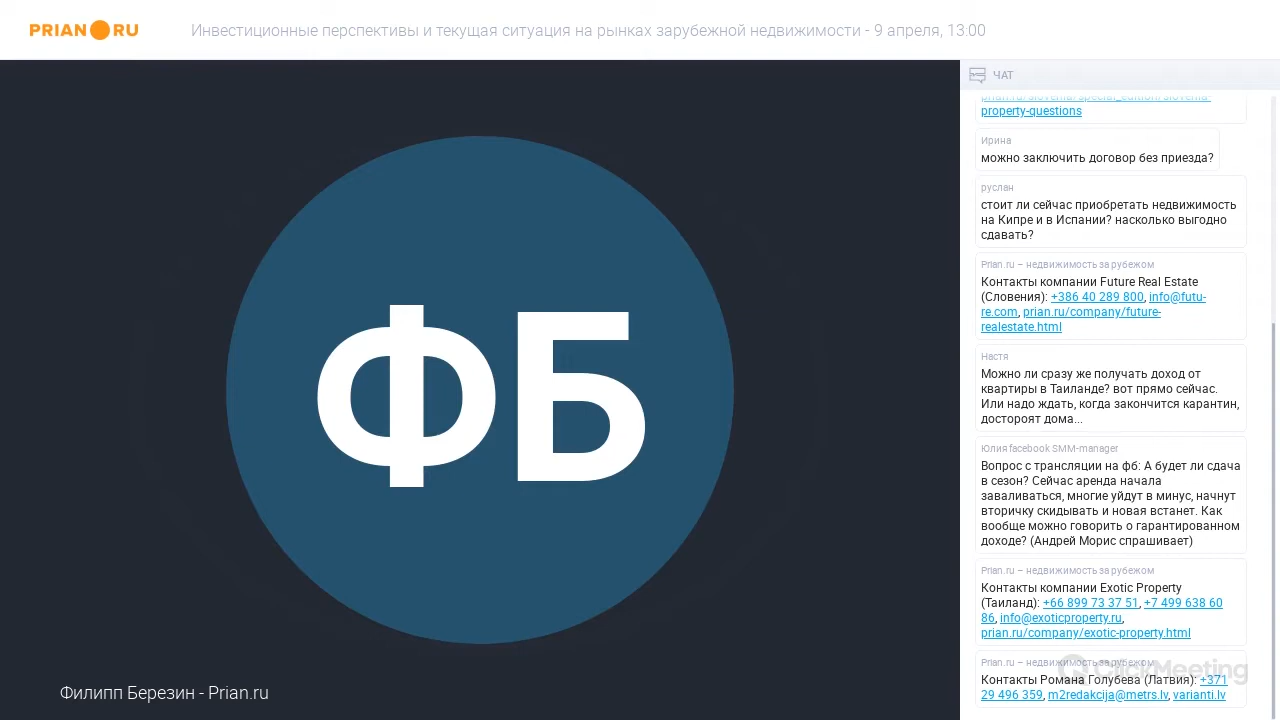 PRIAN RU
Инвестиционные перспективы и текущая ситуация на рынках зарубежной недвижимости - 9 апреля, 13:00
ФБ
Филипп Березин - Prian.ru
ЧАТ
prian.ru/slovenia/special_edition/slovenia-
property-questions
Ирина
можно заключить договор без приезда?
руслан
стоит ли сейчас приобретать недвижимость
на Кипре и в Испании? насколько выгодно
сдавать?
Prian.ru – недвижимость за рубежом
Контакты компании Future Real Estate
(Словения): +386 40 289 800, info@futu-
re.com, prian.ru/company/future-
realestate.html
Настя
Можно ли сразу же получать доход от
квартиры в Таиланде? вот прямо сейчас.
Или надо ждать, когда закончится карантин,
достороят дома...
Юлия facebook SMM-manager
Вопрос с трансляции на фб: А будет ли сдача
в сезон? Сейчас аренда начала
заваливаться, многие уйдут в минус, начнут
вторичку скидывать и новая встанет. Как
вообще можно говорить о гарантированном
доходе? (Андрей Морис спрашивает)
Prian.ru – недвижимость за рубежом
Контакты компании Exotic Property
(Таиланд): +66 899 73 37 51, +7 499 638 60
86, info@exoticproperty.ru,
prian.ru/company/exotic-property.html
Prian.ru – недвижимость за рубежом
Контакты Романа Голубева (Латвия): +371
29 496 359, m2redakcija@metrs.lv, varianti.lv
ClickMeeting